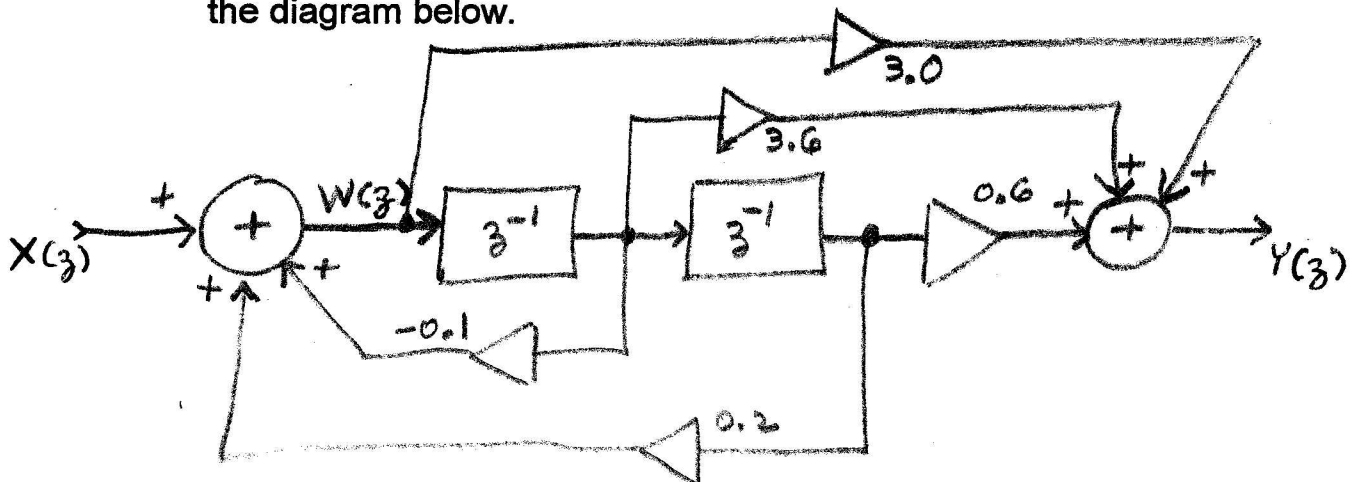 the diagram below.
3.0
3.6
+ W(z) 0.6 + + +
X(z) + z⁻¹ z⁻¹ + Y(z)
+ +
-0.1
0.2